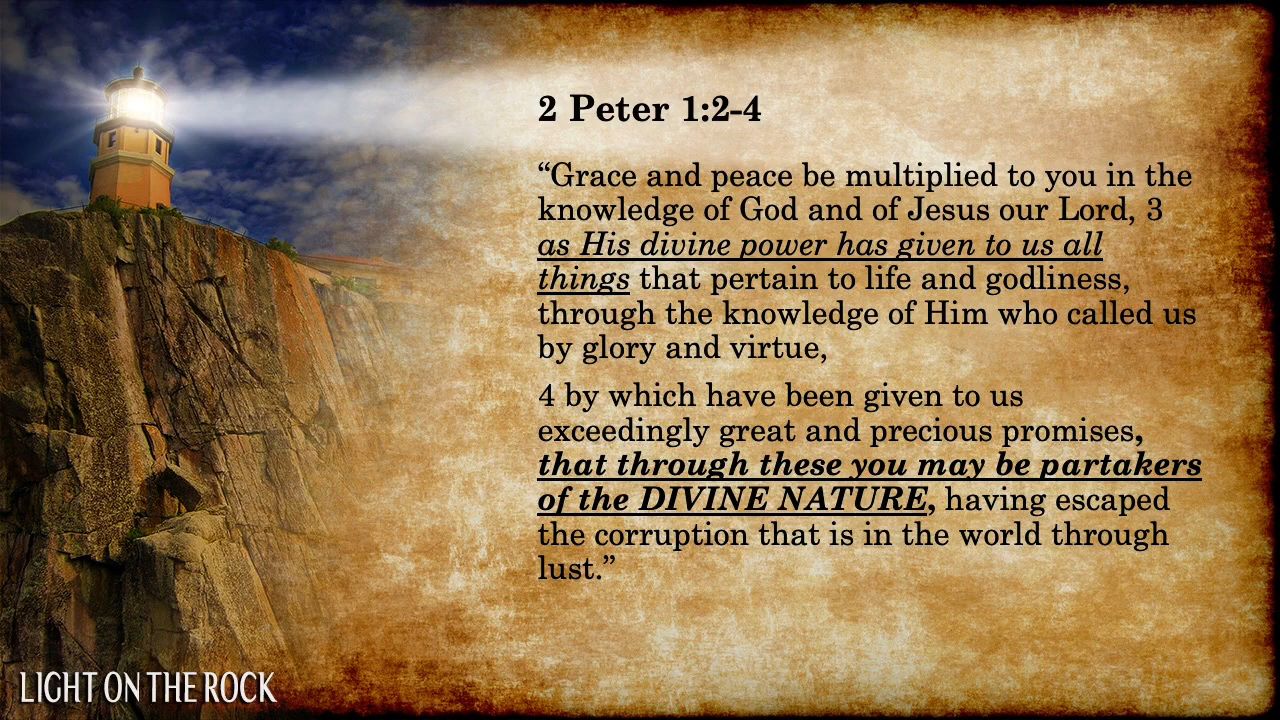 2 Peter 1:2-4
“Grace and peace be multiplied to you in the
knowledge of God and of Jesus our Lord, 3
as His divine power has given to us all
things that pertain to life and godliness,
through the knowledge of Him who called us
by glory and virtue,
4 by which have been given to us
exceedingly great and precious promises,
that through these you may be partakers
of the DIVINE NATURE, having escaped
the corruption that is in the world through
lust.”
LIGHT ON THE ROCK